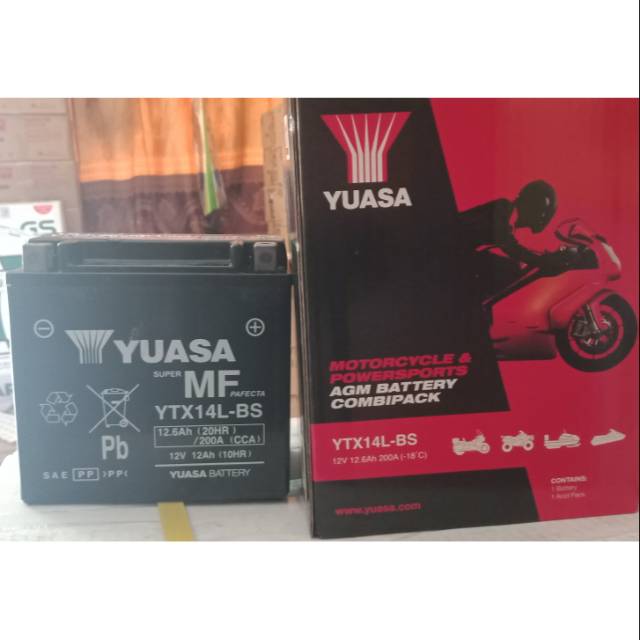 GS
YUASA
SUPER MF PAFECTA
YTX14L-BS
12.6Ah (20HR)
/200A (CCA)
12V 12Ah (10HR)
YUASA BATTERY
Pb
SAE PP >PP<
YUASA
MOTORCYCLE &
POWERSPORTS
AGM BATTERY
COMBIPACK
YTX14L-BS
12V 12.6Ah 200A (-18°C)
CONTAINS:
1 Battery
1 Acid Pack
www.yuasa.com